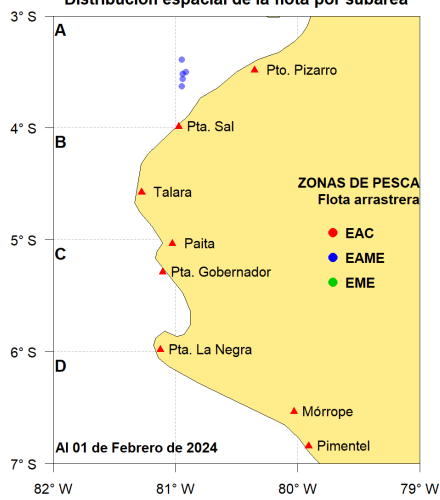 Distribución espacial de la flota por subárea
3° S
A
Pto. Pizarro
4° S
Pta. Sal
B
ZONAS DE PESCA
Flota arrastrera
Talara
EAC
5° S
Paita
C
EAME
Pta. Gobernador
EME
6° S
Pta. La Negra
D
Mórrope
Al 01 de Febrero de 2024
Pimentel
7° S
82° W
81° W
80° W
79° W